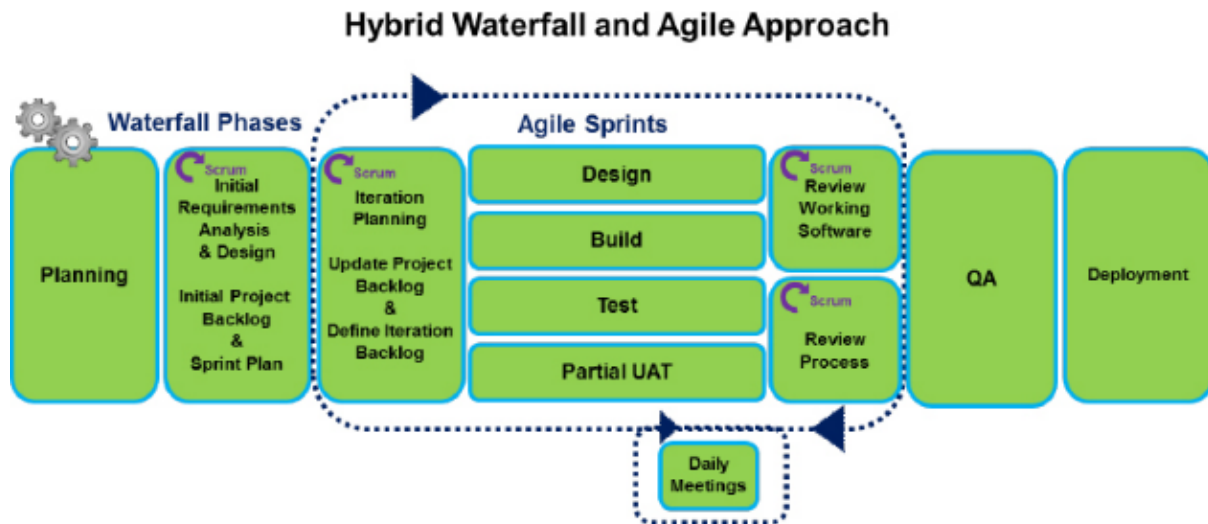 Hybrid Waterfall and Agile Approach
Waterfall Phases
Agile Sprints
Planning
Scrum
Initial
Requirements
Analysis
& Design
Initial Project
Backlog
&
Sprint Plan
Scrum
Iteration
Planning
Update Project
Backlog
&
Define Iteration
Backlog
Design
Build
Test
Partial UAT
Scrum
Review
Working
Software
Scrum
Review
Process
QA
Deployment
Daily
Meetings